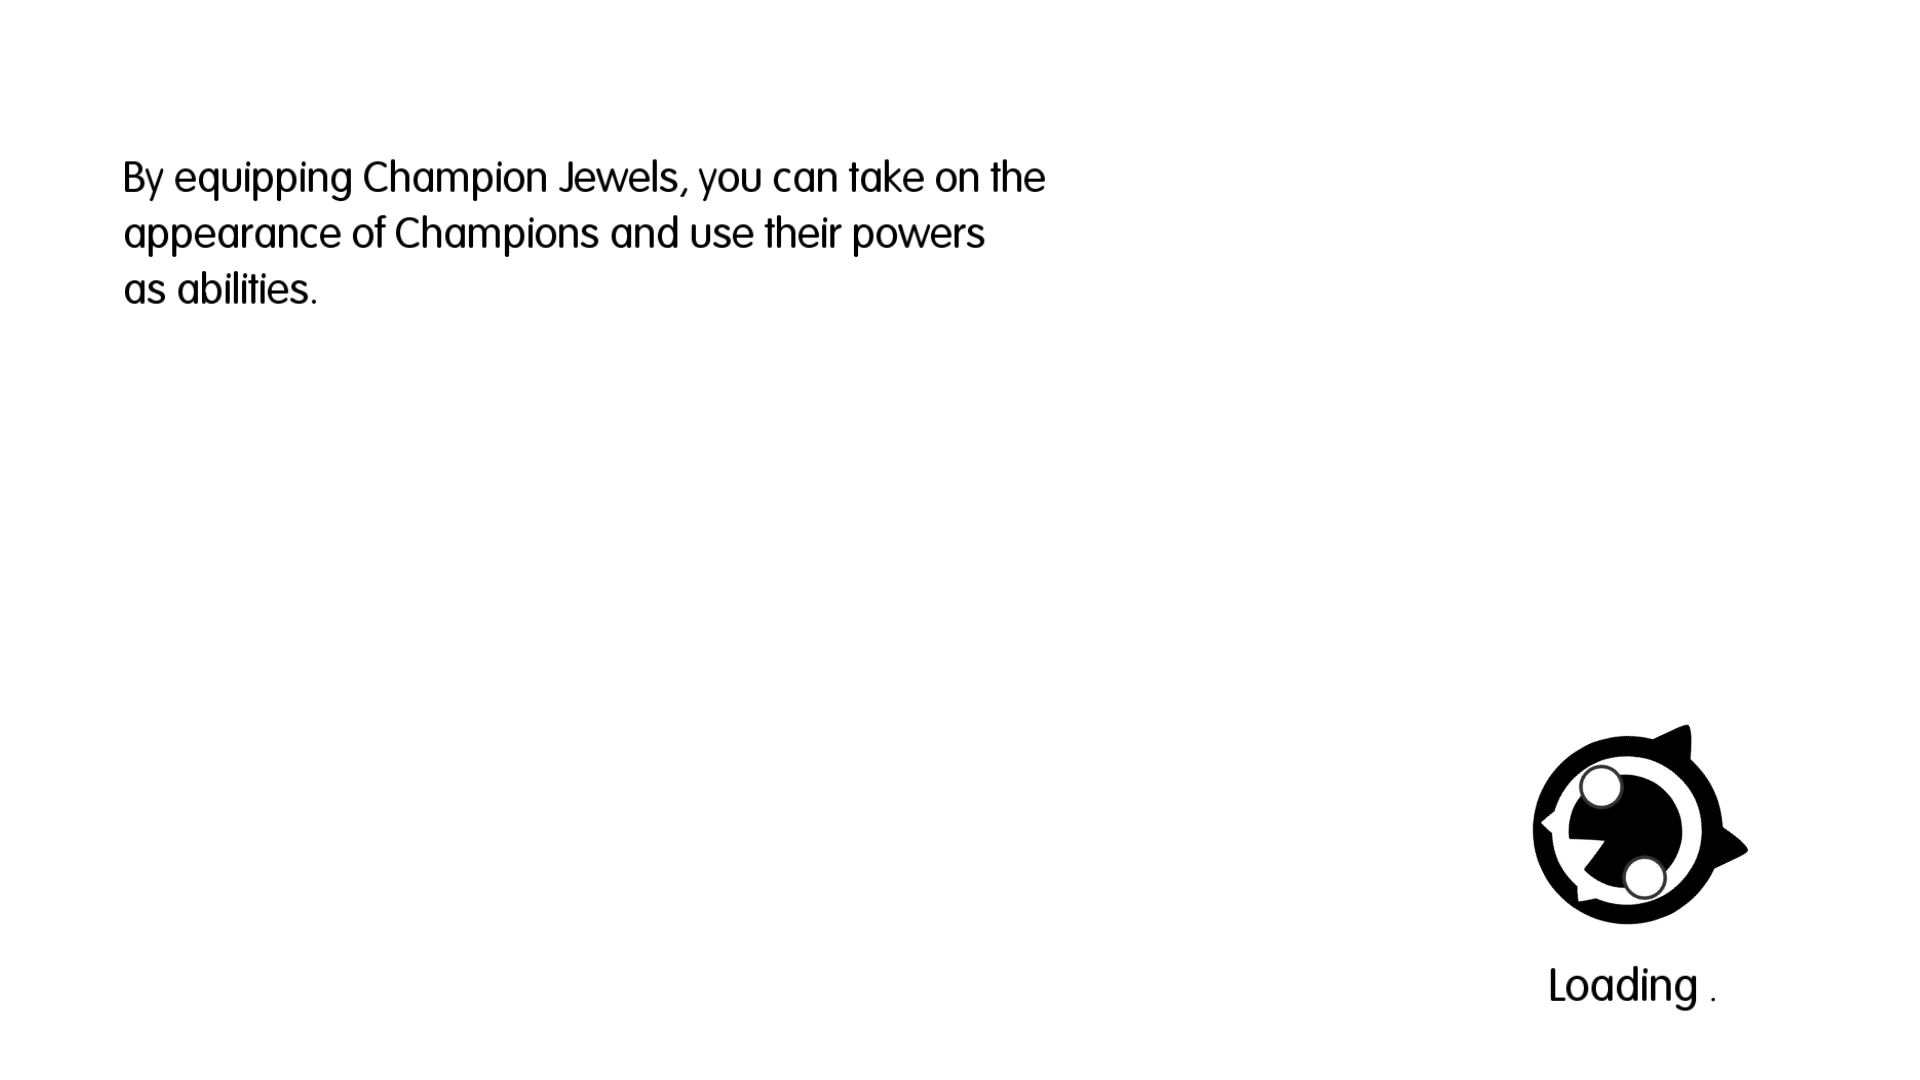 By equipping Champion Jewels, you can take on the
appearance of Champions and use their powers
as abilities.
Loading .